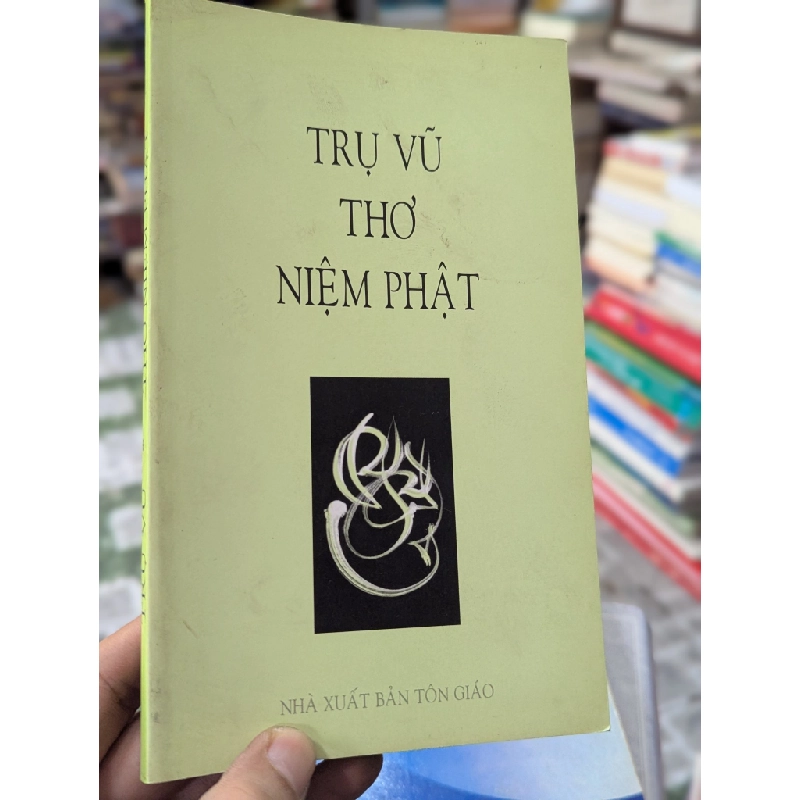 TRỤ VŨ
THƠ
NIỆM PHẬT
NHÀ XUẤT BẢN TÔN GIÁO